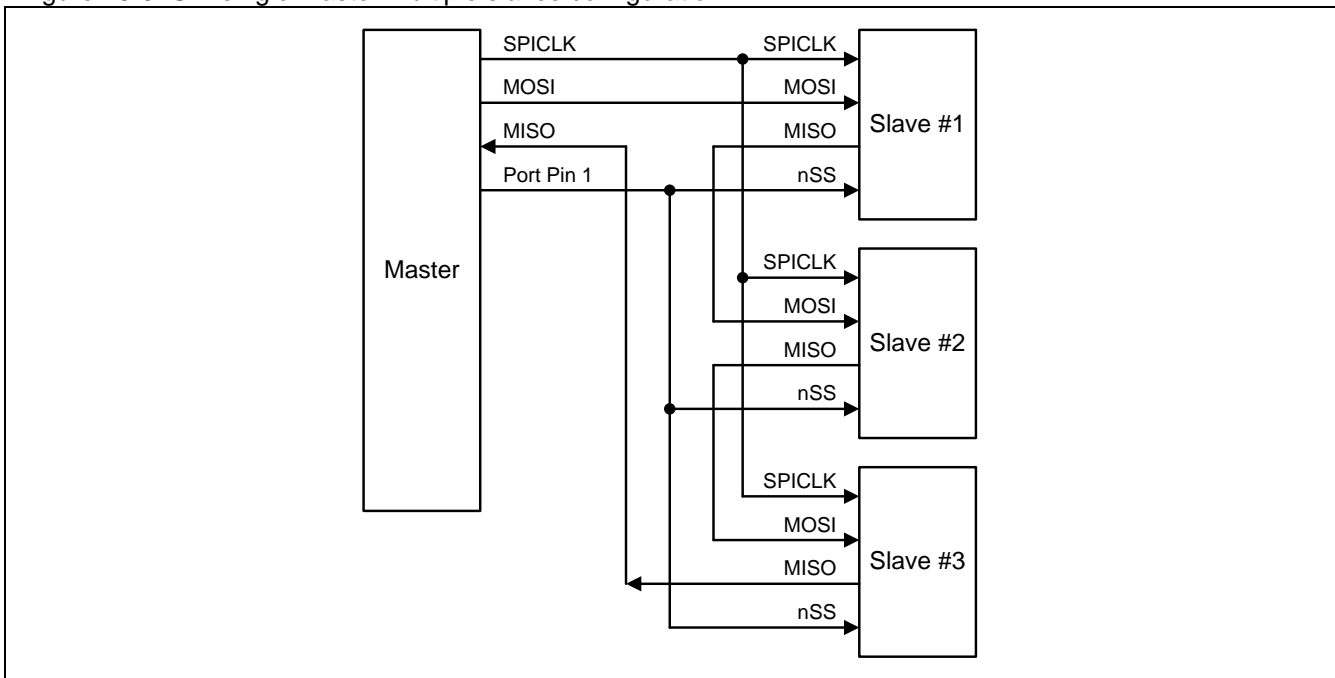 SPICLK SPICLK
MOSI MOSI
MISO MISO
Port Pin 1 nSS
Slave #1
Master
SPICLK
MOSI
MISO
nSS
Slave #2
SPICLK
MOSI
MISO
nSS
Slave #3